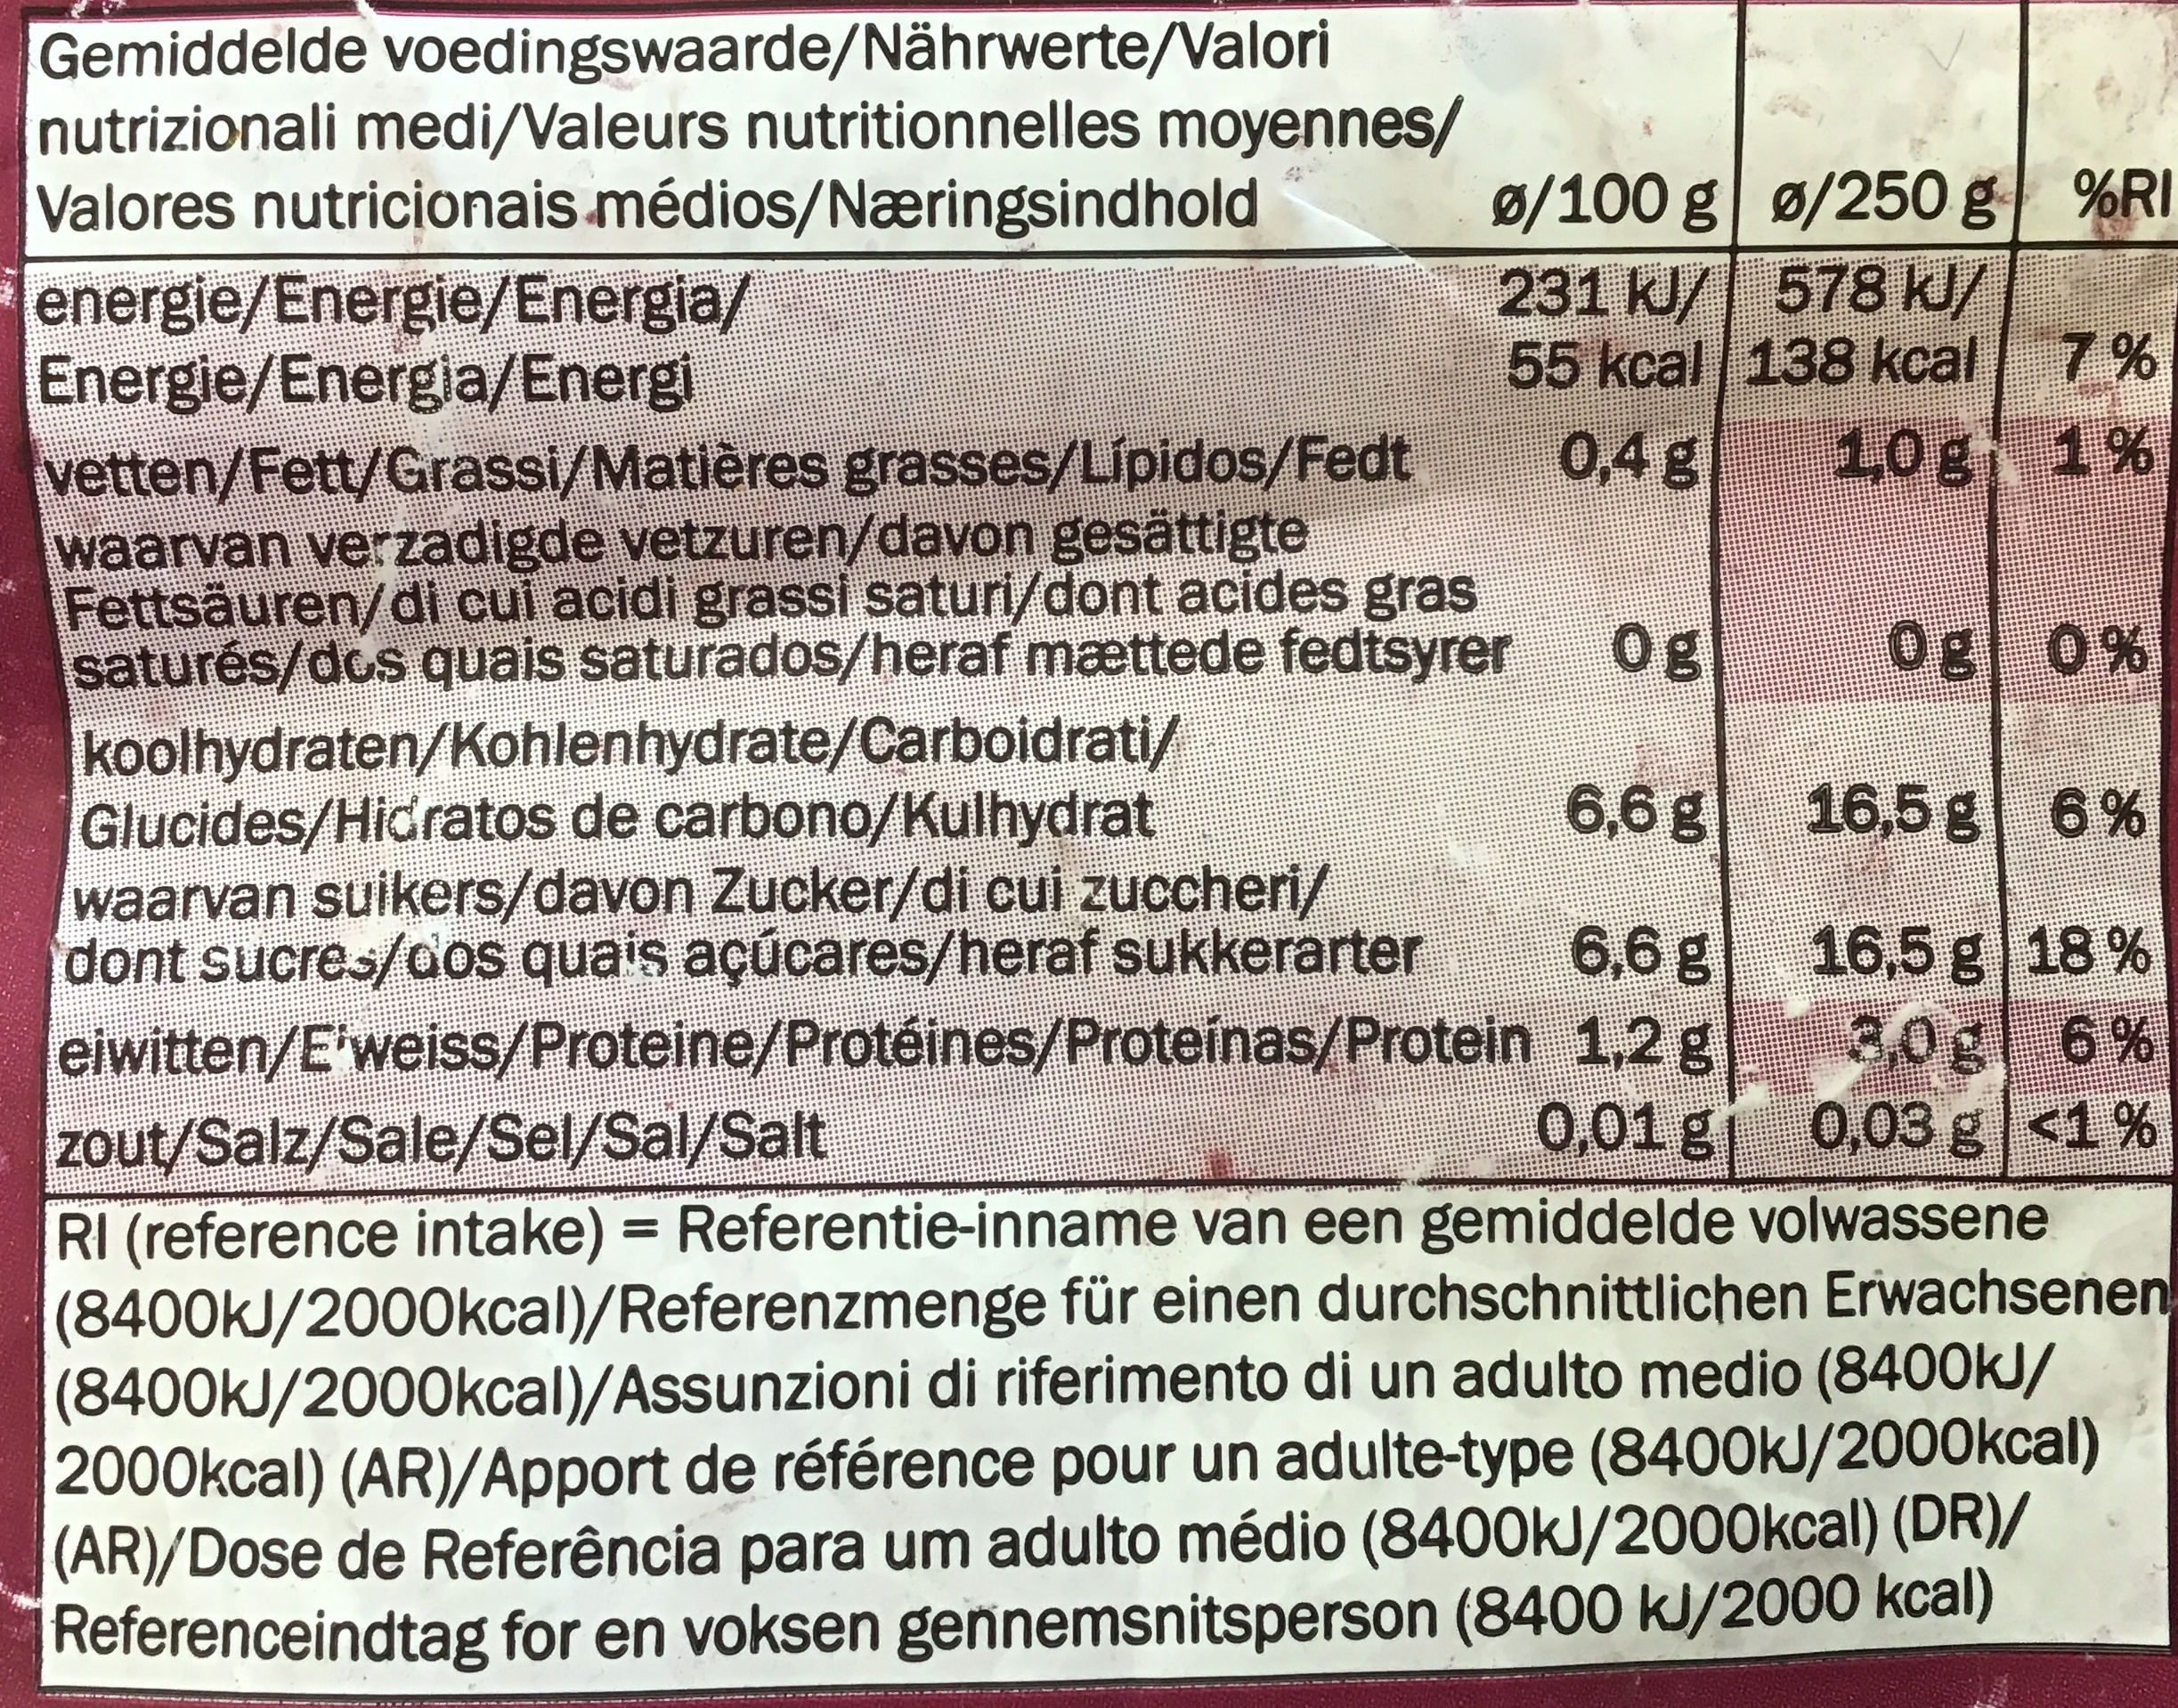 Gemiddelde voedingswaarde/Nährwerte/Valori
nutrizionali medi/Valeurs nutritionnelles moyennes/
Valores nutricionais médios/Næringsindhold ø/100 g ø/250 g %RI
energie/Energie/Energia/ 231 kJ/ 578 kJ/
Energie/Energia/Energi 55 kcal 138 kcal 7 %
vetten/Fett/Grassi/Matières grasses/Lípidos/Fedt 0,4 g 1,0 g 1 %
waarvan verzadigde vetzuren/davon gesättigte
Fettsäuren/di cui acidi grassi saturi/dont acides gras
saturés/dos quais saturados/heraf mættede fedtsyrer 0 g 0 g 0 %
koolhydraten/Kohlenhydrate/Carboidrati/
Glucides/Hidratos de carbono/Kulhydrat 6,6 g 16,5 g 6 %
waarvan suikers/davon Zucker/di cui zuccheri/
dont sucres/dos quais açúcares/heraf sukkerarter 6,6 g 16,5 g 18 %
eiwitten/Eiweiss/Proteine/Protéines/Proteínas/Protein 1,2 g 3,0 g 6 %
zout/Salz/Sale/Sel/Sal/Salt 0,01 g 0,03 g <1 %
RI (reference intake) = Referentie-inname van een gemiddelde volwassene
(8400kJ/2000kcal)/Referenzmenge für einen durchschnittlichen Erwachsenen
(8400kJ/2000kcal)/Assunzioni di riferimento di un adulto medio (8400kJ/
2000kcal) (AR)/Apport de référence pour un adulte-type (8400kJ/2000kcal)
(AR)/Dose de Referência para um adulto médio (8400kJ/2000kcal) (DR)/
Referenceindtag for en voksen gennemsnitsperson (8400 kJ/2000 kcal)